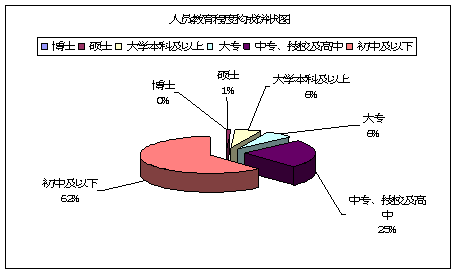 人员教育程度构成饼状图
博士 硕士 大学本科及以上 大专 中专、技校及高中 初中及以下
博士
0%
硕士
1%
大学本科及以上
6%
大专
6%
中专、技校及高
中
25%
初中及以下
62%